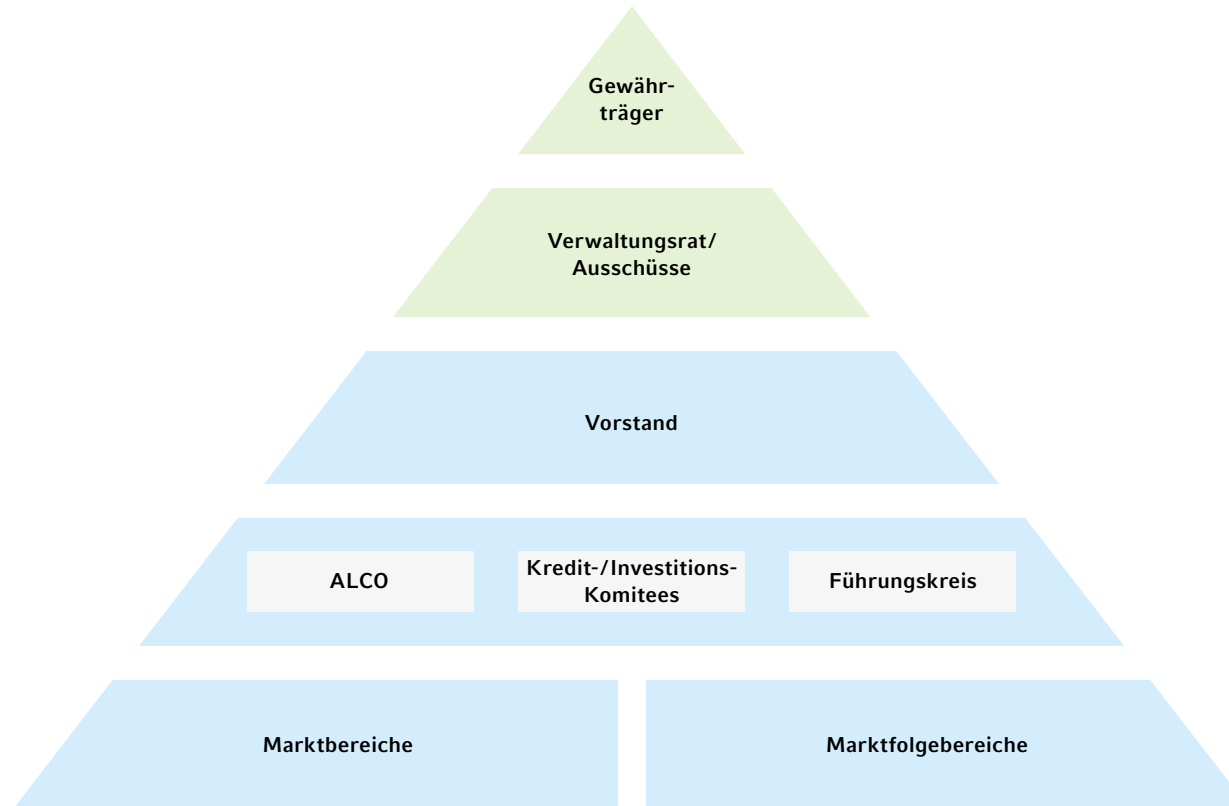 Gewähr-
träger
Verwaltungsrat/
Ausschüsse
Vorstand
ALCO
Kredit-/Investitions-
Komitees
Führungskreis
Marktbereiche
Marktfolgebereiche